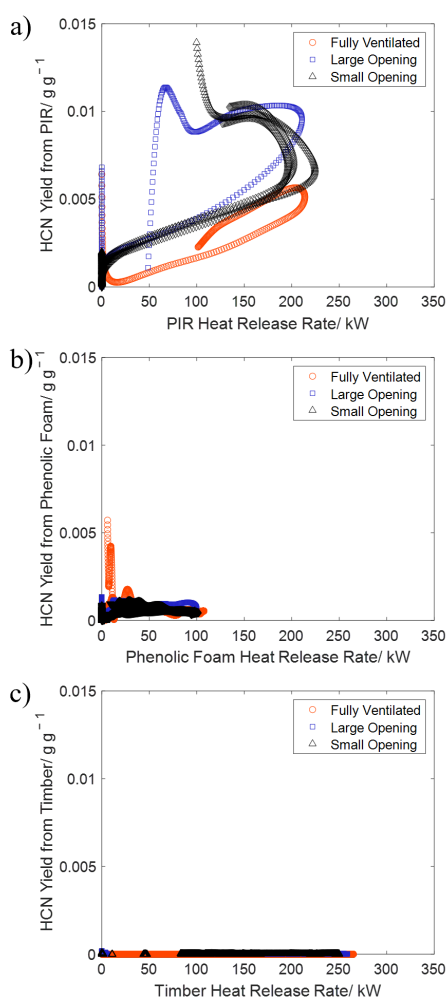 a)
0.015
0.01
0.005
0
HCN Yield from PIR/ g g⁻¹
Fully Ventilated
Large Opening
Small Opening
0 50 100 150 200 250 300 350
PIR Heat Release Rate/ kW
b)
0.015
0.01
0.005
0
HCN Yield from Phenolic Foam/ g g⁻¹
Fully Ventilated
Large Opening
Small Opening
0 50 100 150 200 250 300 350
Phenolic Foam Heat Release Rate/ kW
c)
0.015
0.01
0.005
0
HCN Yield from Timber/ g g⁻¹
Fully Ventilated
Large Opening
Small Opening
0 50 100 150 200 250 300 350
Timber Heat Release Rate/ kW